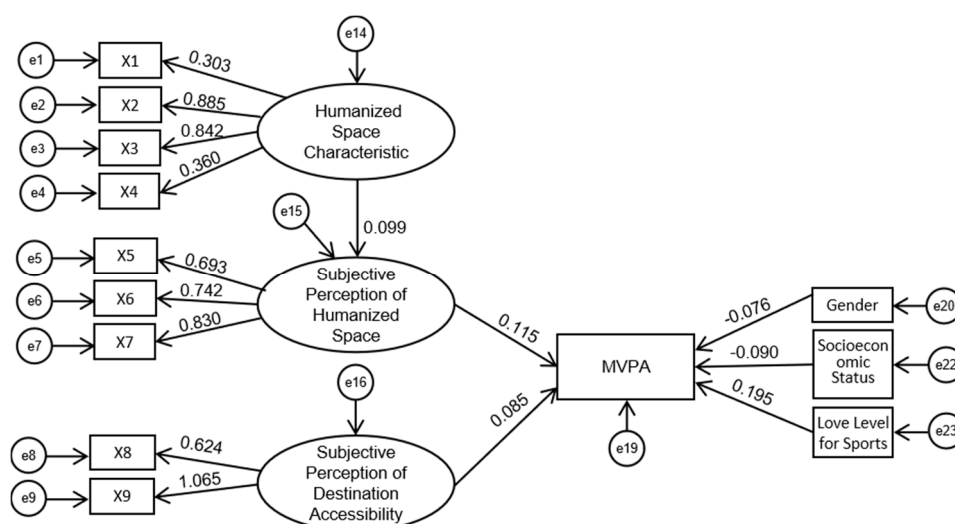 e14
e1
X1
0.303
e2
X2
0.885
e3
X3
0.842
e4
X4
0.360
Humanized
Space
Characteristic
0.099
e15
e5
X5
0.693
e6
X6
0.742
e7
X7
0.830
Subjective
Perception of
Humanized
Space
0.115
e16
e8
X8
0.624
e9
X9
1.065
Subjective
Perception of
Destination
Accessibility
0.085
MVPA
e19
-0.076
Gender
e20
-0.090
Socioecon
omic
Status
e22
0.195
Love Level
for Sports
e23